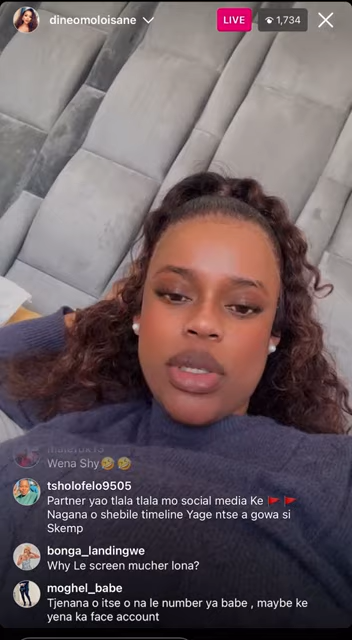 dineomoloisane
LIVE
1,734
Wena Shy🤣🤣
tsholofelo9505
Partner yao tlala tlala mo social media Ke 🚩🚩
Nagana o shebile timeline Yage ntse a gowa si
Skemp
bonga_landingwe
Why Le screen mucher lona?
moghel_babe
Tjenana o itse o na le number ya babe , maybe ke
yena ka face account